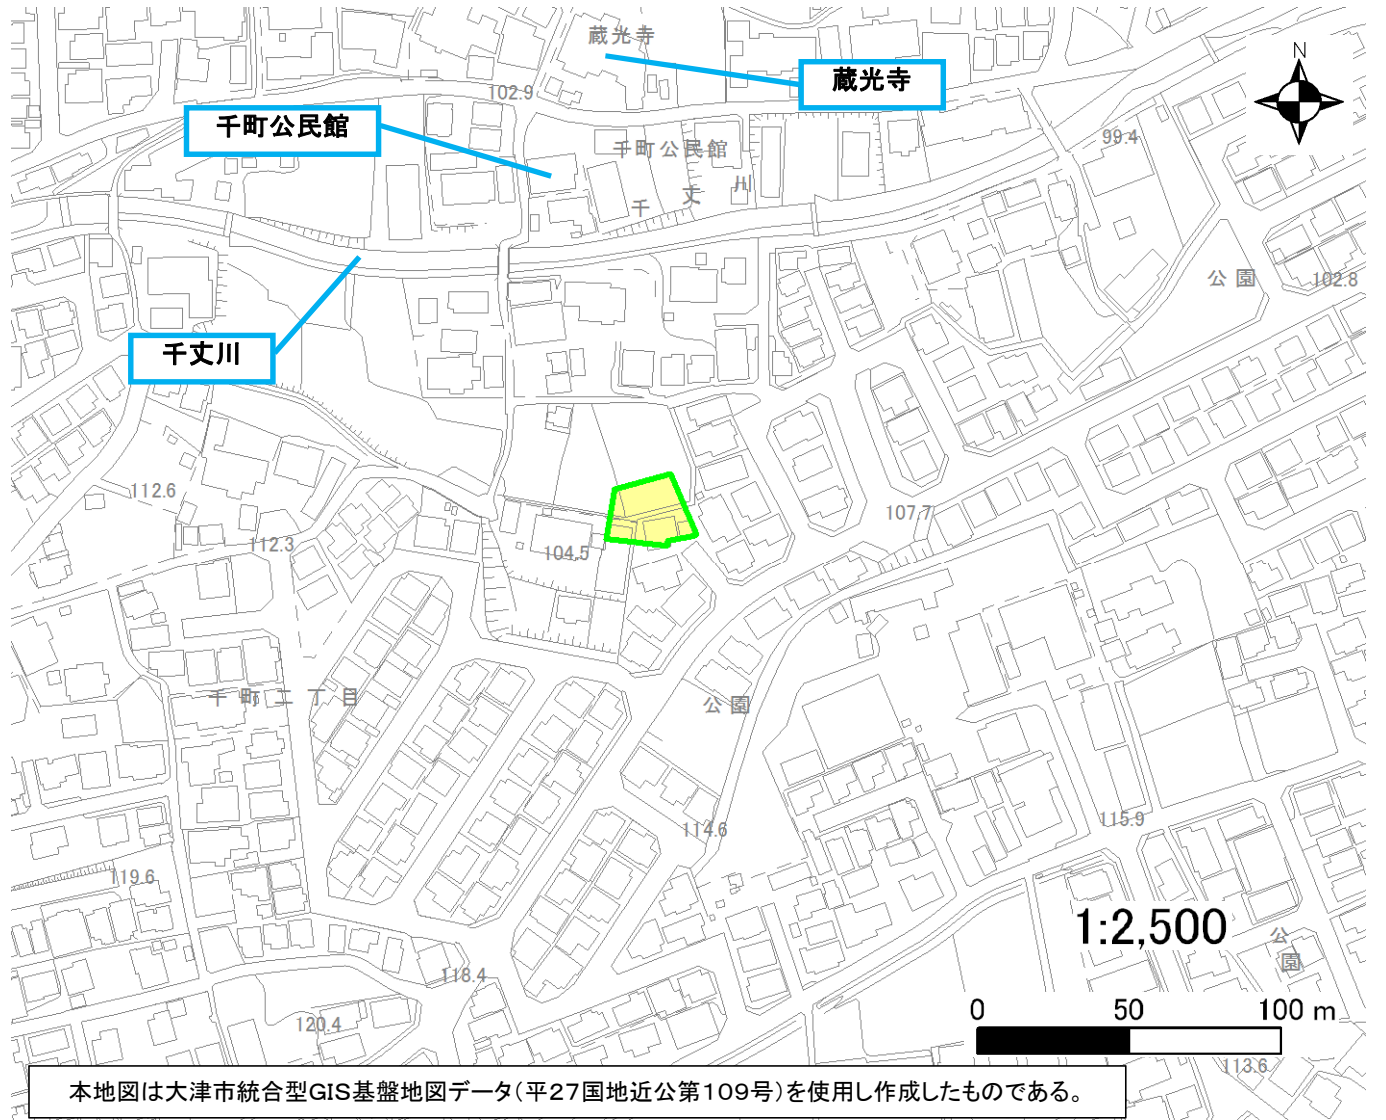 蔵光寺
N
蔵光寺
102.9
千町公民館
99.4
千町公民館
千丈川
公園
102.8
千丈川
112.6
107.7
112.3
104.5
千町二丁目
公園
114.6
115.9
119.6
1:2,500
公園
118.4
0 50 100 m
120.4
113.6
本地図は大津市統合型GIS基盤地図データ(平27国地近公第109号)を使用し作成したものである。